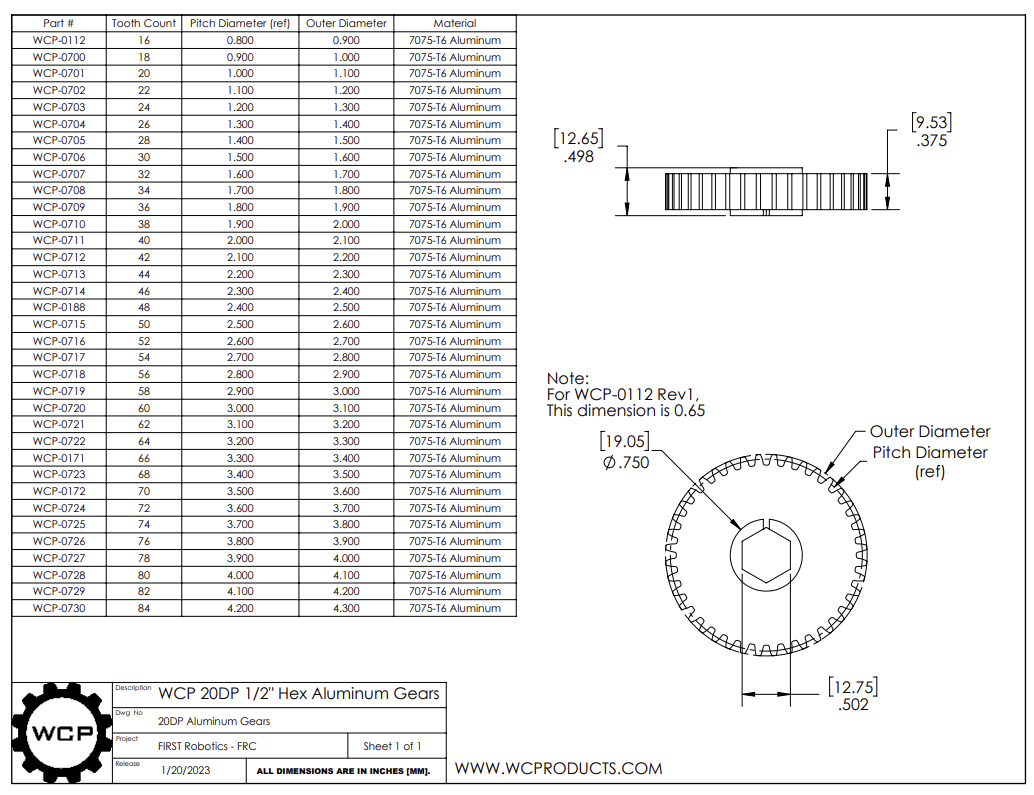 Part # Tooth Count Pitch Diameter (ref) Outer Diameter Material
WCP-0112 16 0.800 0.900 7075-T6 Aluminum
WCP-0700 18 0.900 1.000 7075-T6 Aluminum
WCP-0701 20 1.000 1.100 7075-T6 Aluminum
WCP-0702 22 1.100 1.200 7075-T6 Aluminum
WCP-0703 24 1.200 1.300 7075-T6 Aluminum
WCP-0704 26 1.300 1.400 7075-T6 Aluminum
WCP-0705 28 1.400 1.500 7075-T6 Aluminum
WCP-0706 30 1.500 1.600 7075-T6 Aluminum
WCP-0707 32 1.600 1.700 7075-T6 Aluminum
WCP-0708 34 1.700 1.800 7075-T6 Aluminum
WCP-0709 36 1.800 1.900 7075-T6 Aluminum
WCP-0710 38 1.900 2.000 7075-T6 Aluminum
WCP-0711 40 2.000 2.100 7075-T6 Aluminum
WCP-0712 42 2.100 2.200 7075-T6 Aluminum
WCP-0713 44 2.200 2.300 7075-T6 Aluminum
WCP-0714 46 2.300 2.400 7075-T6 Aluminum
WCP-0188 48 2.400 2.500 7075-T6 Aluminum
WCP-0715 50 2.500 2.600 7075-T6 Aluminum
WCP-0716 52 2.600 2.700 7075-T6 Aluminum
WCP-0717 54 2.700 2.800 7075-T6 Aluminum
WCP-0718 56 2.800 2.900 7075-T6 Aluminum
WCP-0719 58 2.900 3.000 7075-T6 Aluminum
WCP-0720 60 3.000 3.100 7075-T6 Aluminum
WCP-0721 62 3.100 3.200 7075-T6 Aluminum
WCP-0722 64 3.200 3.300 7075-T6 Aluminum
WCP-0171 66 3.300 3.400 7075-T6 Aluminum
WCP-0723 68 3.400 3.500 7075-T6 Aluminum
WCP-0172 70 3.500 3.600 7075-T6 Aluminum
WCP-0724 72 3.600 3.700 7075-T6 Aluminum
WCP-0725 74 3.700 3.800 7075-T6 Aluminum
WCP-0726 76 3.800 3.900 7075-T6 Aluminum
WCP-0727 78 3.900 4.000 7075-T6 Aluminum
WCP-0728 80 4.000 4.100 7075-T6 Aluminum
WCP-0729 82 4.100 4.200 7075-T6 Aluminum
WCP-0730 84 4.200 4.300 7075-T6 Aluminum
[12.65]
.498
[9.53]
.375
Note:
For WCP-0112 Rev1,
This dimension is 0.65
[19.05]
Ø.750
Outer Diameter
Pitch Diameter
(ref)
[12.75]
.502
WCP
Description WCP 20DP 1/2" Hex Aluminum Gears
Dwg No
20DP Aluminum Gears
Project
FIRST Robotics - FRC Sheet 1 of 1
Release
1/20/2023 ALL DIMENSIONS ARE IN INCHES [MM].
WWW.WCPRODUCTS.COM